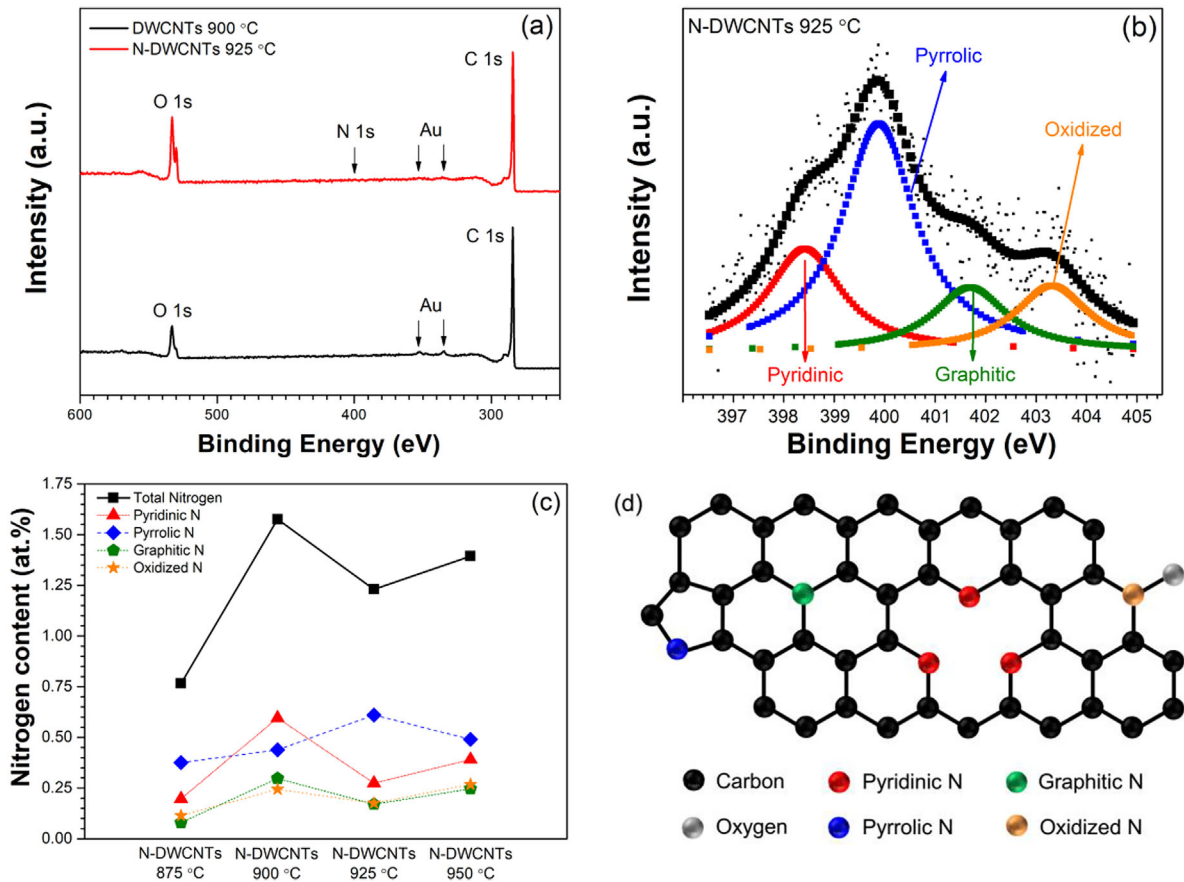 DWCNTs 900 °C
N-DWCNTs 925 °C
(a)
C 1s
O 1s
N 1s
Au
C 1s
O 1s
Au
Intensity (a.u.)
600
500
400
300
Binding Energy (eV)
N-DWCNTs 925 °C
(b)
Pyrrolic
Oxidized
Pyridinic
Graphitic
Intensity (a.u.)
397
398
399
400
401
402
403
404
405
Binding Energy (eV)
(c)
Total Nitrogen
Pyridinic N
Pyrrolic N
Graphitic N
Oxidized N
Nitrogen content (at.%)
1.75
1.50
1.25
1.00
0.75
0.50
0.25
0.00
N-DWCNTs
875 °C
N-DWCNTs
900 °C
N-DWCNTs
925 °C
N-DWCNTs
950 °C
(d)
Carbon
Pyridinic N
Graphitic N
Oxygen
Pyrrolic N
Oxidized N